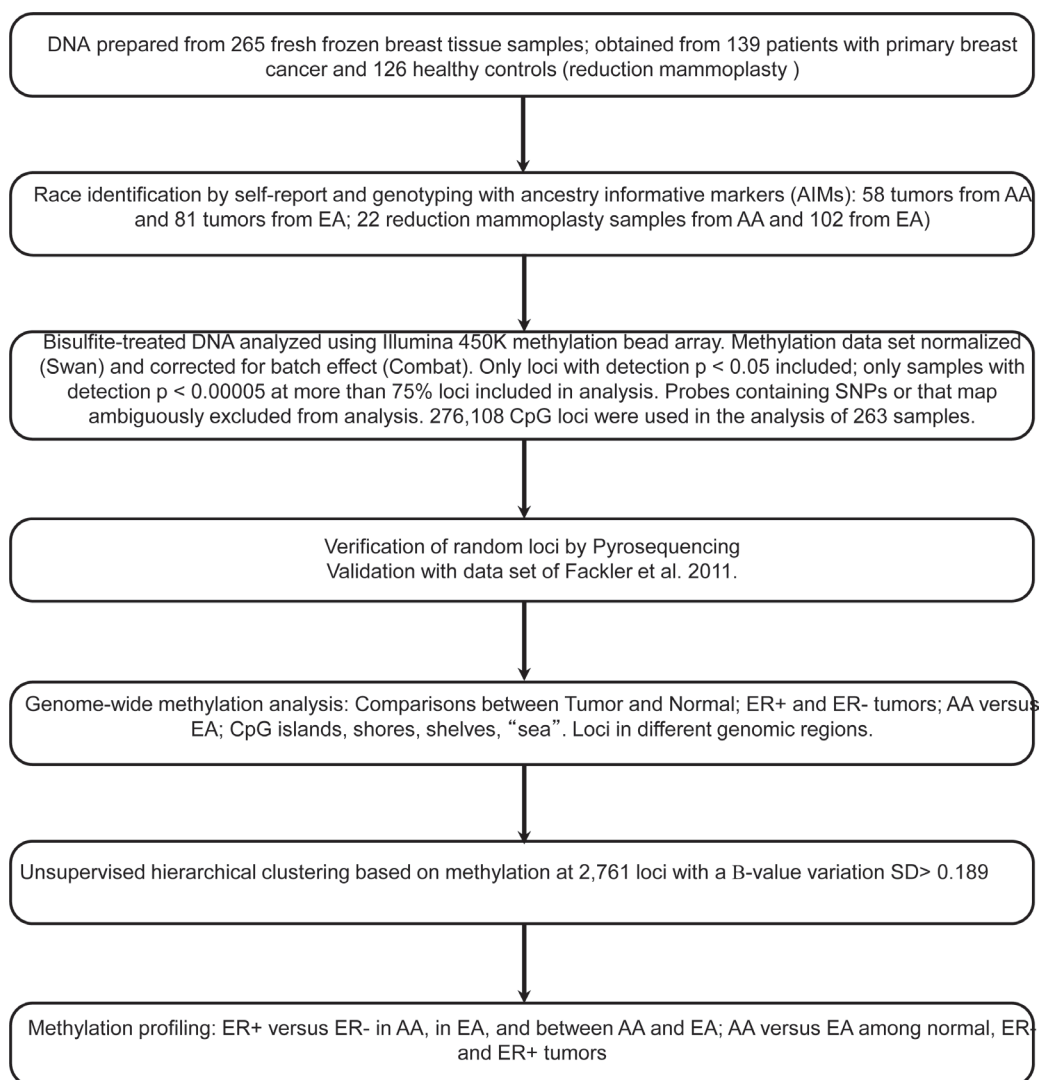 DNA prepared from 265 fresh frozen breast tissue samples; obtained from 139 patients with primary breast
cancer and 126 healthy controls (reduction mammoplasty )
Race identification by self-report and genotyping with ancestry informative markers (AIMs): 58 tumors from AA
and 81 tumors from EA; 22 reduction mammoplasty samples from AA and 102 from EA)
Bisulfite-treated DNA analyzed using Illumina 450K methylation bead array. Methylation data set normalized
(Swan) and corrected for batch effect (Combat). Only loci with detection p < 0.05 included; only samples with
detection p < 0.00005 at more than 75% loci included in analysis. Probes containing SNPs or that map
ambiguously excluded from analysis. 276,108 CpG loci were used in the analysis of 263 samples.
Verification of random loci by Pyrosequencing
Validation with data set of Fackler et al. 2011.
Genome-wide methylation analysis: Comparisons between Tumor and Normal; ER+ and ER- tumors; AA versus
EA; CpG islands, shores, shelves, “sea”. Loci in different genomic regions.
Unsupervised hierarchical clustering based on methylation at 2,761 loci with a Β-value variation SD> 0.189
Methylation profiling: ER+ versus ER- in AA, in EA, and between AA and EA; AA versus EA among normal, ER-
and ER+ tumors